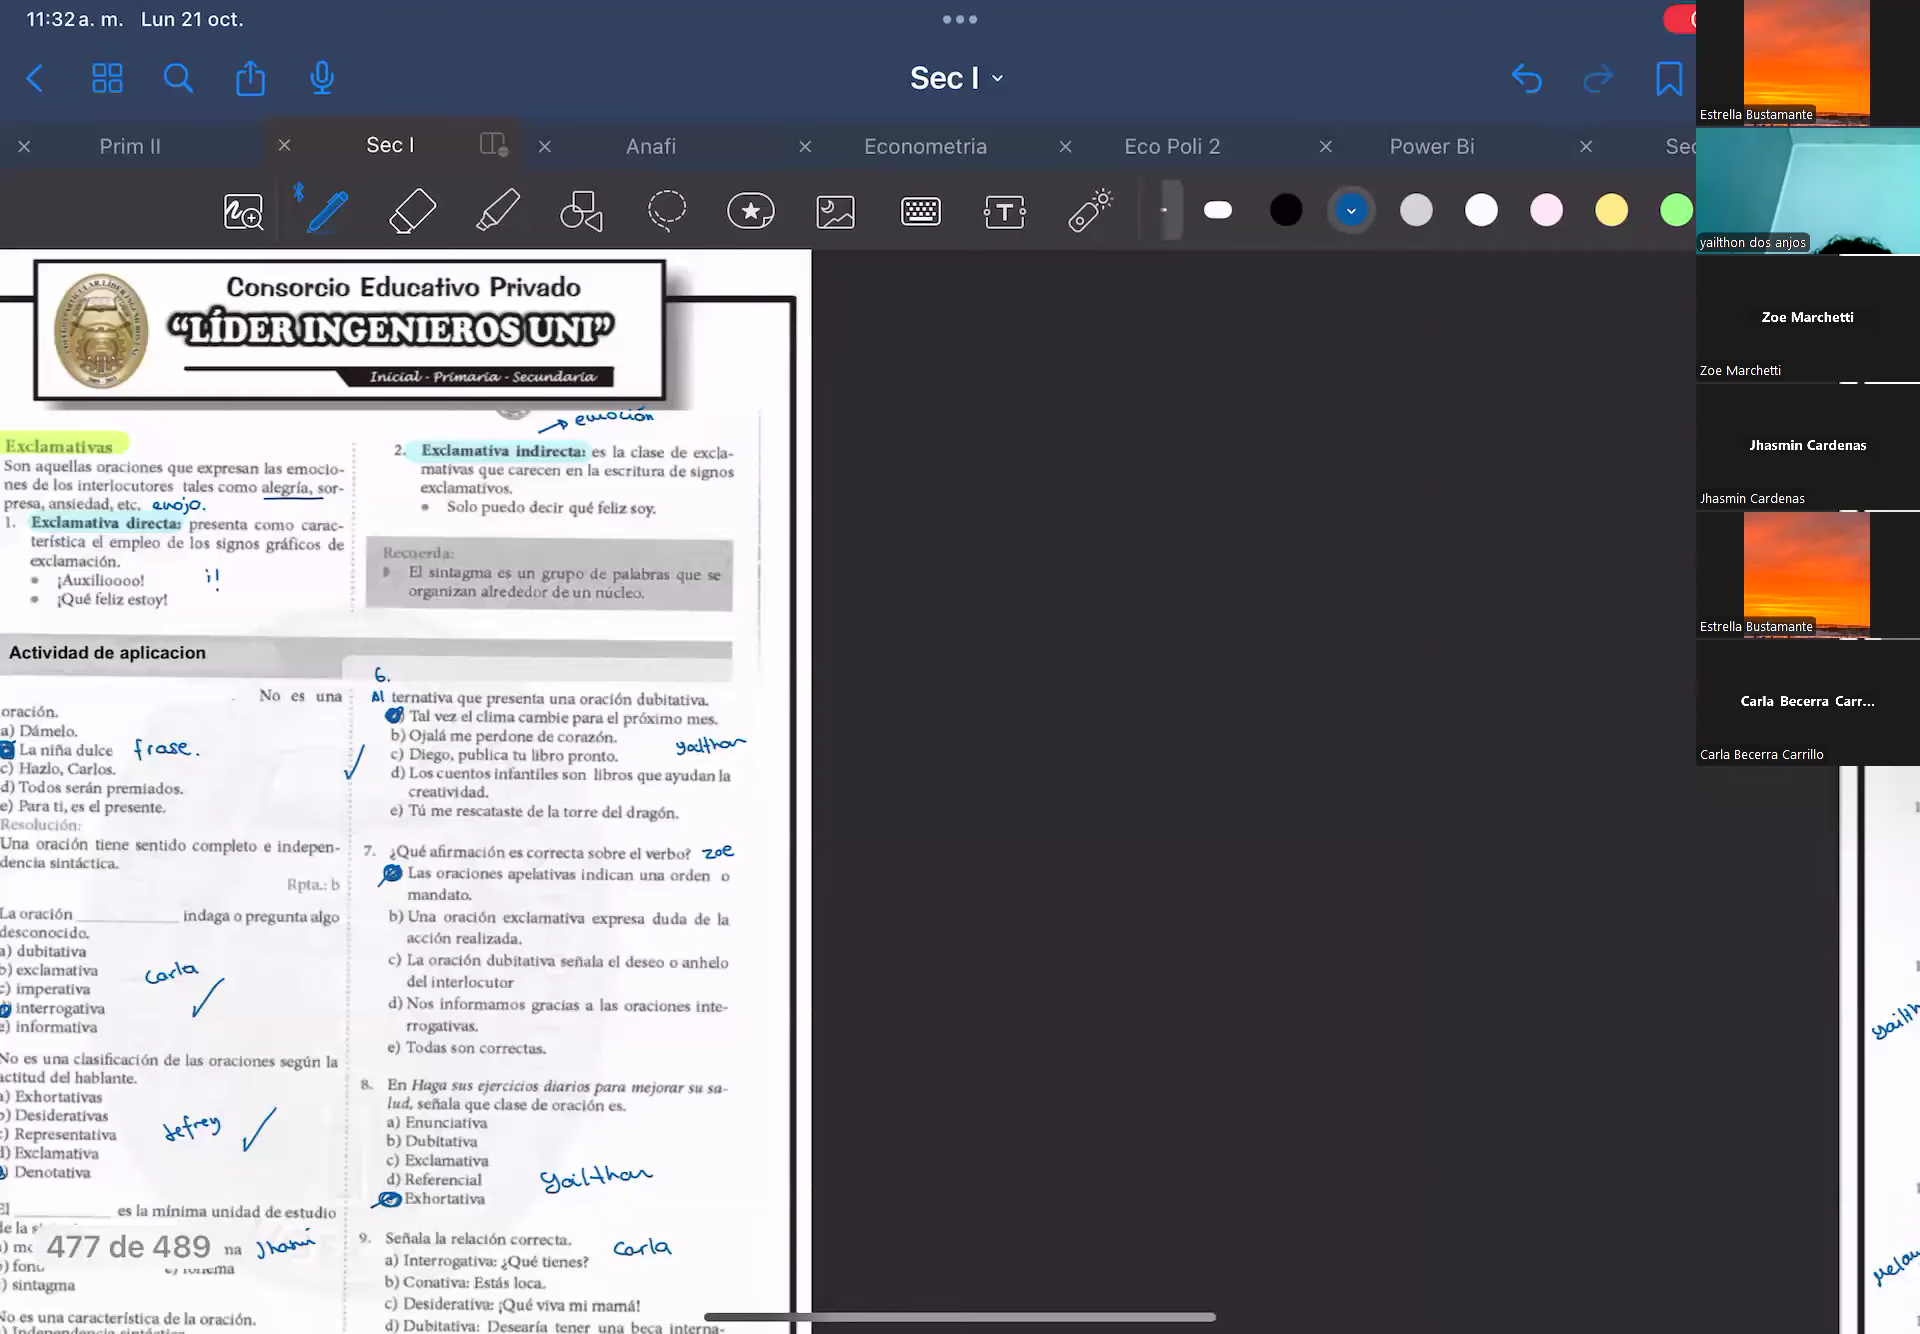 11:32 a. m. Lun 21 oct.
Sec I
Prim II
Sec I
Anafi
Econometria
Eco Poli 2
Power Bi
Sec
Consorcio Educativo Privado
“LÍDER INGENIEROS UNI”
Inicial - Primaria - Secundaria
Exclamativas
Son aquellas oraciones que expresan las emocio-
nes de los interlocutores tales como alegría, sor-
presa, ansiedad, etc. enojo.
1. Exclamativa directa: presenta como carac-
terística el empleo de los signos gráficos de
exclamación.
¡Auxilioooo!
¡!
¡Qué feliz estoy!
emoción
2. Exclamativa indirecta: es la clase de excla-
mativas que carecen en la escritura de signos
exclamativos.
Solo puedo decir qué feliz soy.
Recuerda:
El sintagma es un grupo de palabras que se
organizan alrededor de un núcleo.
Actividad de aplicacion
No es una
oración.
a) Dámelo.
La niña dulce frase.
c) Hazlo, Carlos.
d) Todos serán premiados.
e) Para ti, es el presente.
Resolución:
Una oración tiene sentido completo e indepen-
dencia sintáctica.
Rpta.: b
La oración ____________ indaga o pregunta algo
desconocido.
a) dubitativa
b) exclamativa
carla
c) imperativa
interrogativa
e) informativa
No es una clasificación de las oraciones según la
actitud del hablante.
) Exhortativas
) Desiderativas
) Representativa
Jefrey
d) Exclamativa
) Denotativa
El ____________ es la mínima unidad de estudio
de la
477 de 489
na Jhasmi
) sintagma
No es una característica de la oración.
6.
Al ternativa que presenta una oración dubitativa.
Tal vez el clima cambie para el próximo mes.
b) Ojalá me perdone de corazón.
yailthon
c) Diego, publica tu libro pronto.
d) Los cuentos infantiles son libros que ayudan la
creatividad.
e) Tú me rescataste de la torre del dragón.
7. ¿Qué afirmación es correcta sobre el verbo? zoe
Las oraciones apelativas indican una orden o
mandato.
b) Una oración exclamativa expresa duda de la
acción realizada.
c) La oración dubitativa señala el deseo o anhelo
del interlocutor
d) Nos informamos gracias a las oraciones inte-
rrogativas.
e) Todas son correctas.
8. En Haga sus ejercicios diarios para mejorar su sa-
lud, señala que clase de oración es.
a) Enunciativa
b) Dubitativa
c) Exclamativa
d) Referencial
yailthon
Exhortativa
9. Señala la relación correcta.
carla
a) Interrogativa: ¿Qué tienes?
b) Conativa: Estás loca.
c) Desiderativa: ¡Qué viva mi mamá!
d) Dubitativa: Desearía tener una beca interna-
Estrella Bustamante
yailthon dos anjos
Zoe Marchetti
Zoe Marchetti
Jhasmin Cardenas
Jhasmin Cardenas
Estrella Bustamante
Carla Becerra Carr...
Carla Becerra Carrillo